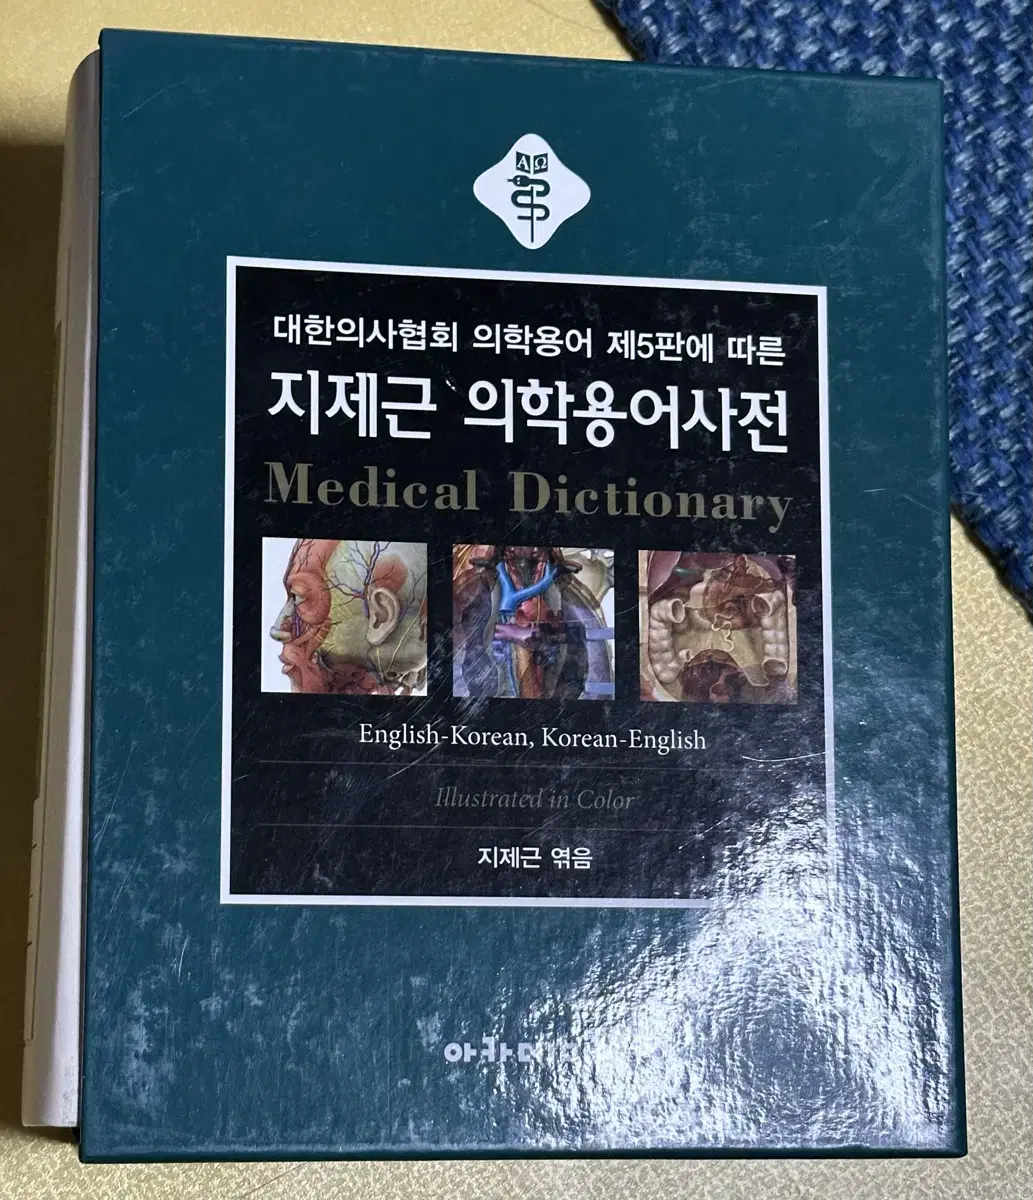 A Ω
대한의사협회 의학용어 제5판에 따른
지제근 의학용어사전
Medical Dictionary
English-Korean, Korean-English
Illustrated in Color
지제근 엮음